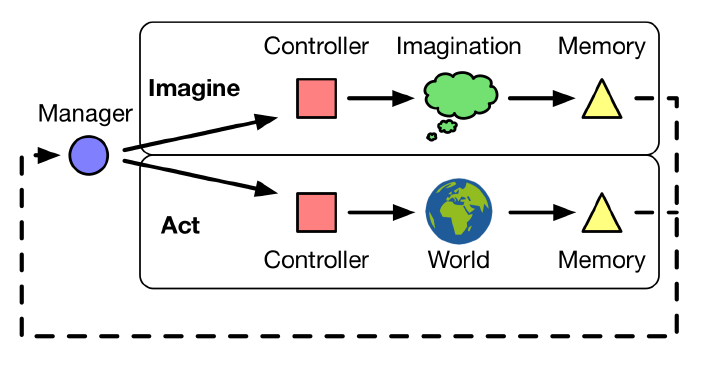 Controller Imagination Memory
Imagine
Manager
Act
Controller World Memory